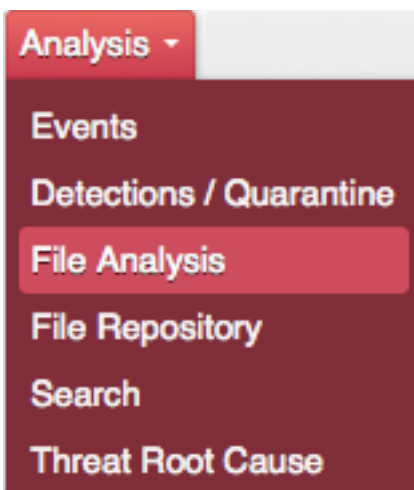 Analysis
Events
Detections / Quarantine
File Analysis
File Repository
Search
Threat Root Cause